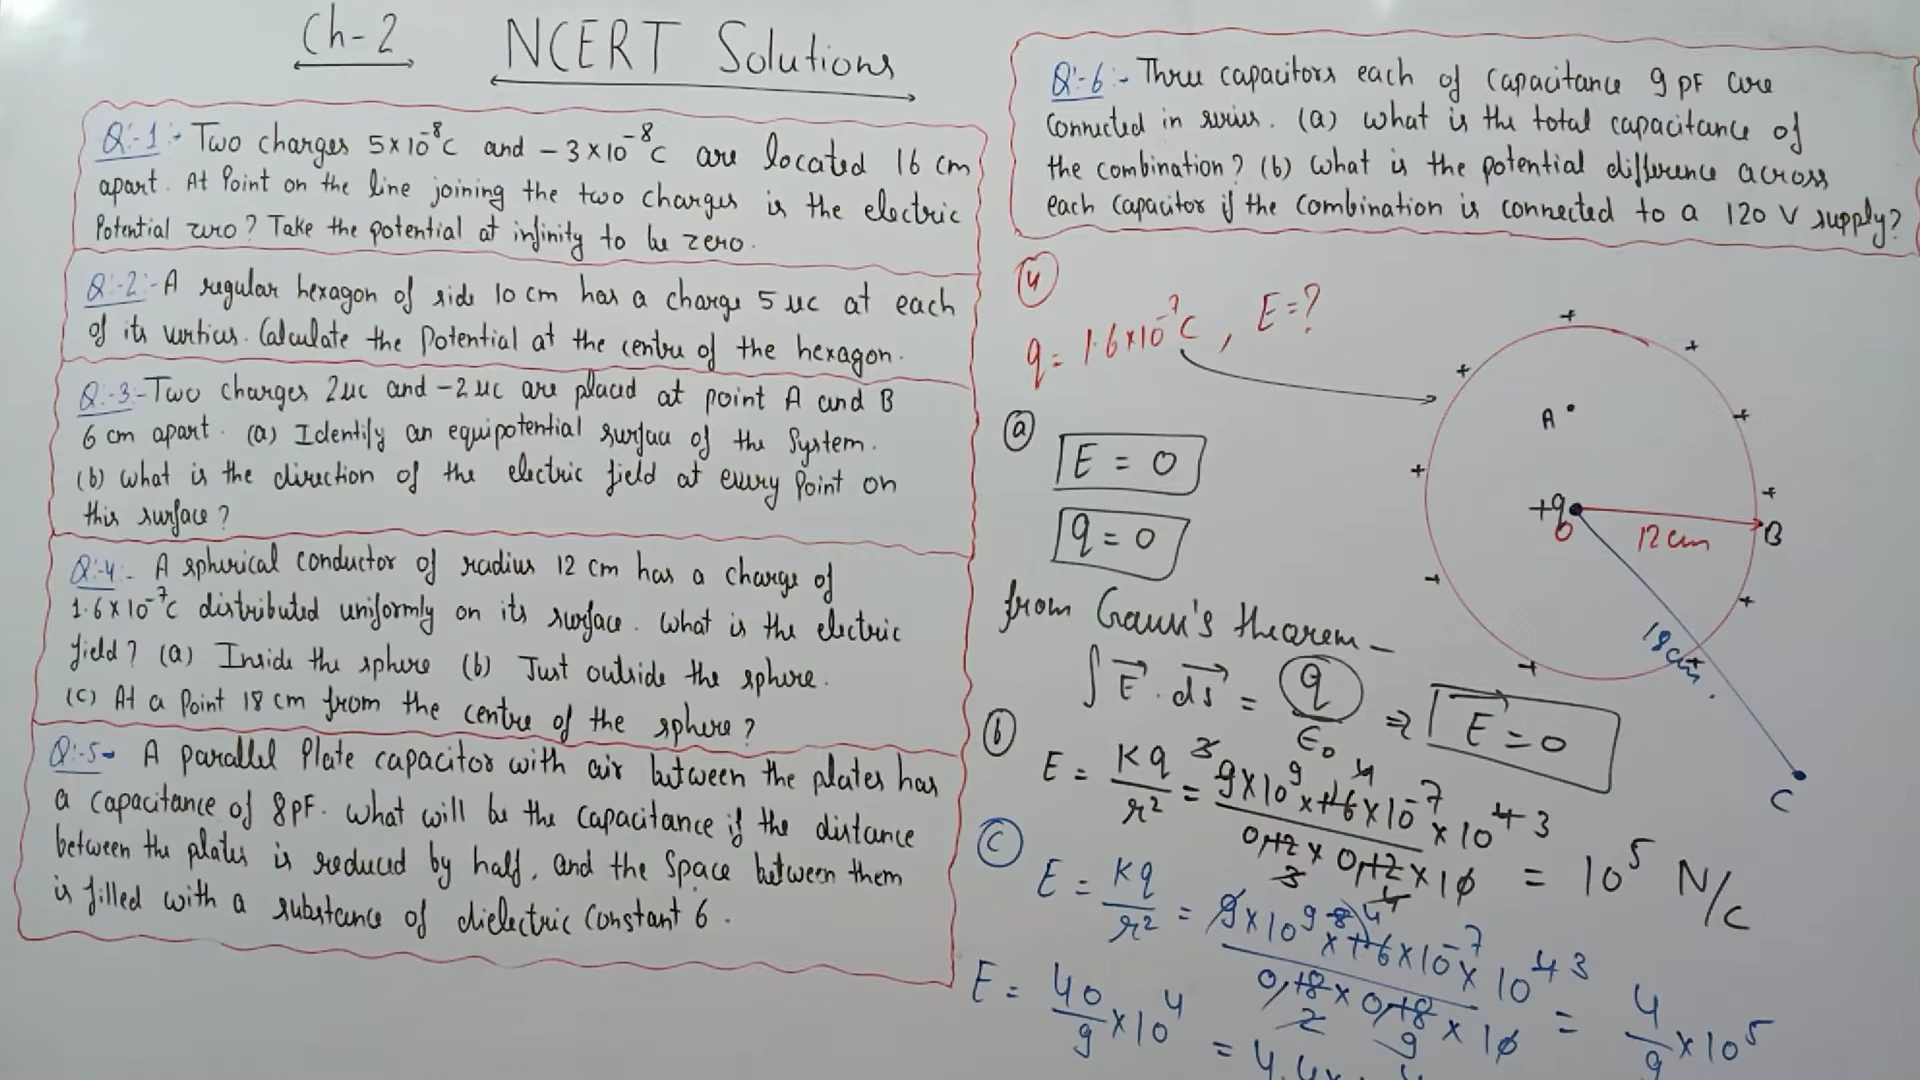 Ch-2 NCERT Solutions
Q:-1:- Two charges 5×10⁻⁸C and -3×10⁻⁸C are located 16 cm
apart. At Point on the line joining the two charges is the electric
Potential zero? Take the potential at infinity to be zero.
Q:-2:- A regular hexagon of side 10 cm has a charge 5 uc at each
of its vertices. Calculate the Potential at the centre of the hexagon.
Q:-3:- Two charges 2uc and -2uc are placed at point A and B
6 cm apart. (a) Identify an equipotential surface of the System.
(b) what is the direction of the electric field at every Point on
this surface?
Q:-4:- A spherical conductor of radius 12 cm has a charge of
1.6×10⁻⁷C distributed uniformly on its surface. what is the electric
field? (a) Inside the sphere (b) Just outside the sphere.
(c) At a Point 18 cm from the centre of the sphere?
Q:-5- A parallel Plate capacitor with air between the plates has
a capacitance of 8pF. what will be the capacitance if the distance
between the plates is reduced by half, and the space between them
is filled with a substance of dielectric constant 6.
Q:-6:- Three capacitors each of capacitance 9 pF are
connected in series. (a) what is the total capacitance of
the combination? (b) what is the potential difference across
each capacitor if the combination is connected to a 120 V supply?
4
q = 1.6×10⁻⁷C, E=?
a
E = 0
q = 0
from Gauss's thearem-
∫E⃗.ds⃗ = q/ϵ₀ ⇒ E⃗ = 0
b
E = Kq/r² = 9×10⁹×16×10⁻⁷×10⁴ 3/0.12×0.12×10 = 10⁵ N/C
c
E = Kq/r² = 9×10⁹ 8×16×10⁻⁷×10⁴ 3/0.18×0.18×10 = 4/9×10⁵
E = 40/9×10⁴ = 4.4×
+ + + + + + + + + + +
A
+q
O
12cm
B
18cm.
C